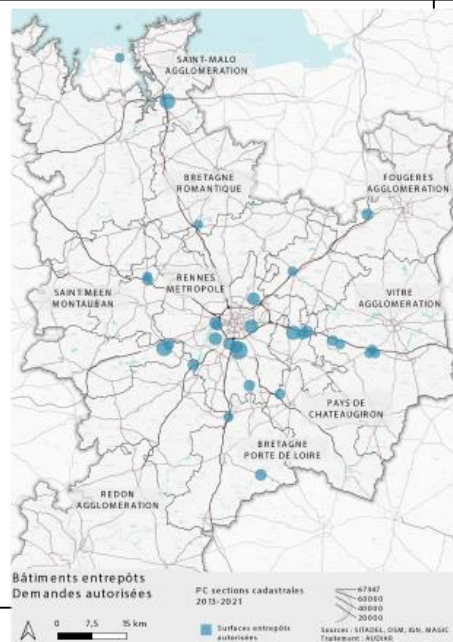 SAINT-MALO
AGGLOMERATION
BRETAGNE
ROMANTIQUE
FOUGERES
AGGLOMERATION
SAINT MEEN
MONTAUBAN
RENNES
METROPOLE
VITRE
AGGLOMERATION
PAYS DE
CHATEAUGIRON
BRETAGNE
PORTE DE LOIRE
REDON
AGGLOMERATION
Bâtiments entrepôts
Demandes autorisées
PC sections cadastrales
2013-2021
67347
60000
40000
20000
0 7,5 15 km
Surfaces entrepôts
autorisées
Sources : SITADEL, OSM, IGN, MAGIC
Traitement : AUDIAR